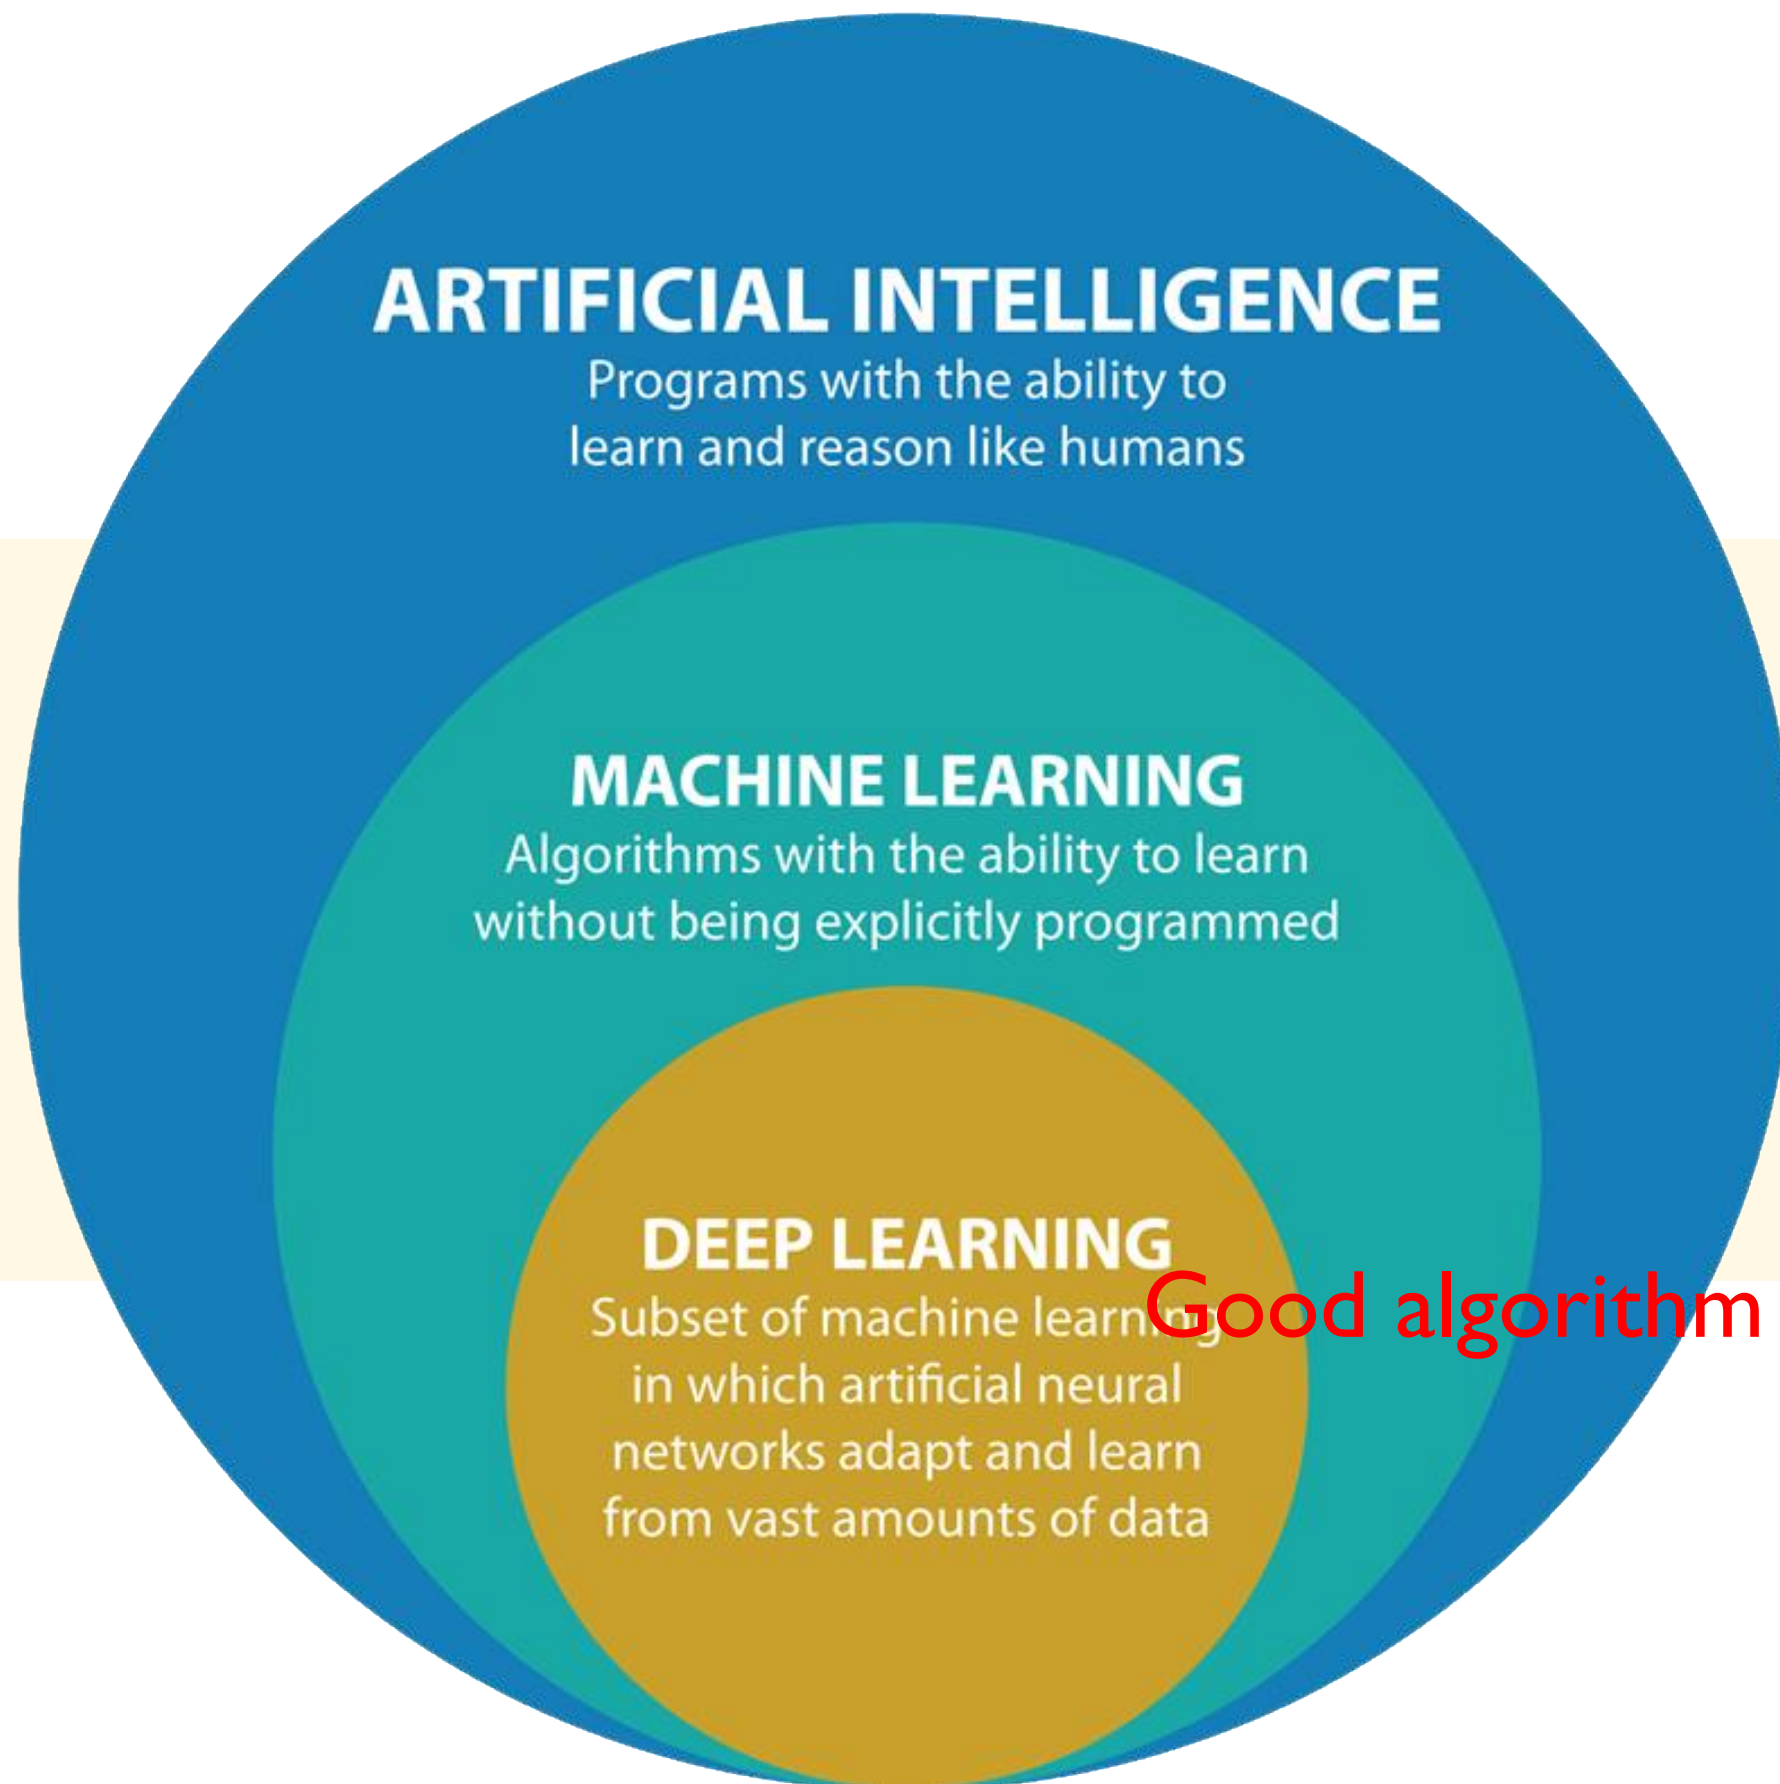 ARTIFICIAL INTELLIGENCE
Programs with the ability to
learn and reason like humans
MACHINE LEARNING
Algorithms with the ability to learn
without being explicitly programmed
DEEP LEARNING
Subset of machine learning
Good algorithm
in which artificial neural
networks adapt and learn
from vast amounts of data